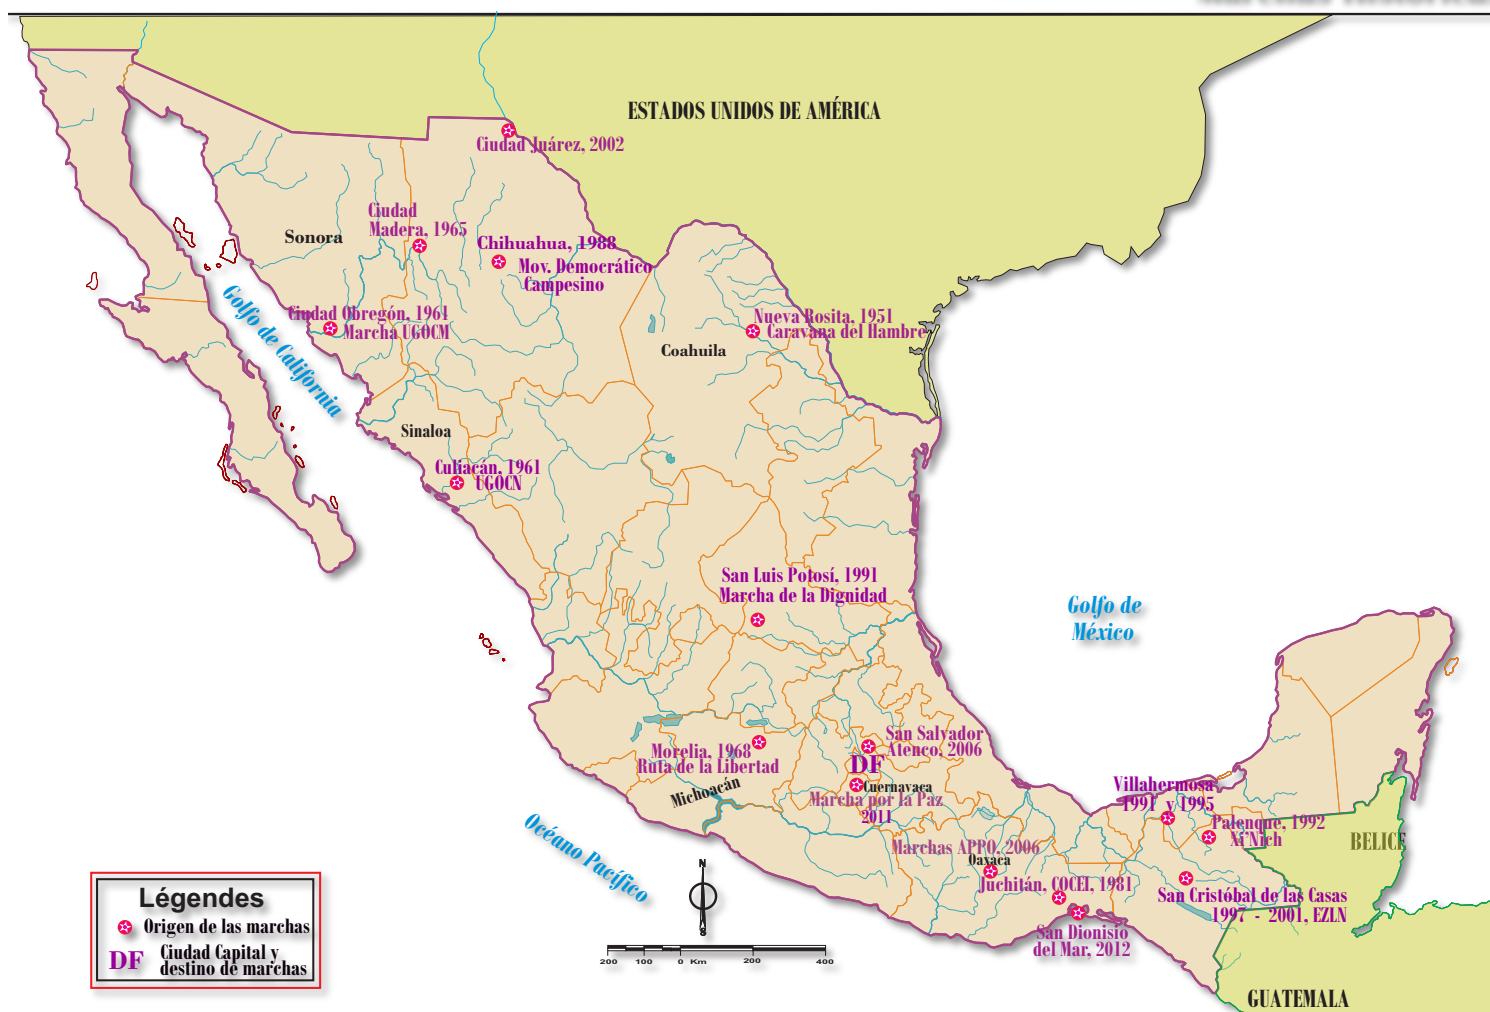 ESTADOS UNIDOS DE AMÉRICA
Ciudad Juárez, 2002
Ciudad
Madera, 1965
Sonora
Chihuahua, 1988
Mov. Democrático
Campesino
Golfo de California
Ciudad Obregón, 1961
Marcha UGOCM
Nueva Rosita, 1951
Caravana del Hambre
Coahuila
Sinaloa
Culiacán, 1961
UGOCN
San Luis Potosí, 1991
Marcha de la Dignidad
Golfo de
México
San Salvador
Atenco, 2006
Morelia, 1968
Ruta de la Libertad
DF
Cuernavaca
Michoacán
Marcha por la Paz
2011
Villahermosa
1991 y 1995
Palenque, 1992
Xi'Nich
BELICE
Océano Pacífico
Marchas APPO, 2006
Oaxaca
Juchitán, COCEI, 1981
San Cristóbal de las Casas
1997 - 2001, EZLN
San Dionisio
del Mar, 2012
GUATEMALA
N
S
200 100 0 Km 200 400
Légendes
Origen de las marchas
DF Ciudad Capital y
destino de marchas